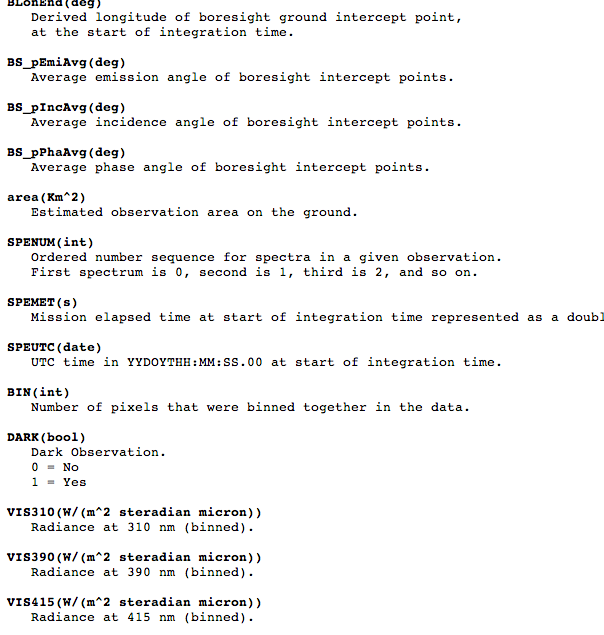 BLonEnd(deg)
Derived longitude of boresight ground intercept point,
at the start of integration time.
BS_pEmiAvg(deg)
Average emission angle of boresight intercept points.
BS_pIncAvg(deg)
Average incidence angle of boresight intercept points.
BS_pPhaAvg(deg)
Average phase angle of boresight intercept points.
area(Km^2)
Estimated observation area on the ground.
SPENUM(int)
Ordered number sequence for spectra in a given observation.
First spectrum is 0, second is 1, third is 2, and so on.
SPEMET(s)
Mission elapsed time at start of integration time represented as a doubl
SPEUTC(date)
UTC time in YYDOYTHH:MM:SS.00 at start of integration time.
BIN(int)
Number of pixels that were binned together in the data.
DARK(bool)
Dark Observation.
0 = No
1 = Yes
VIS310(W/(m^2 steradian micron))
Radiance at 310 nm (binned).
VIS390(W/(m^2 steradian micron))
Radiance at 390 nm (binned).
VIS415(W/(m^2 steradian micron))
Radiance at 415 nm (binned).